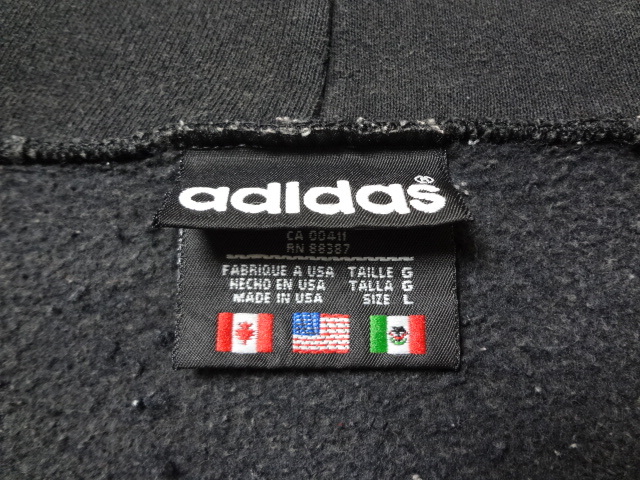 adidas®
CA 00411
RN 88387
FABRIQUE A USA TAILLE G
HECHO EN USA TALLA G
MADE IN USA SIZE L